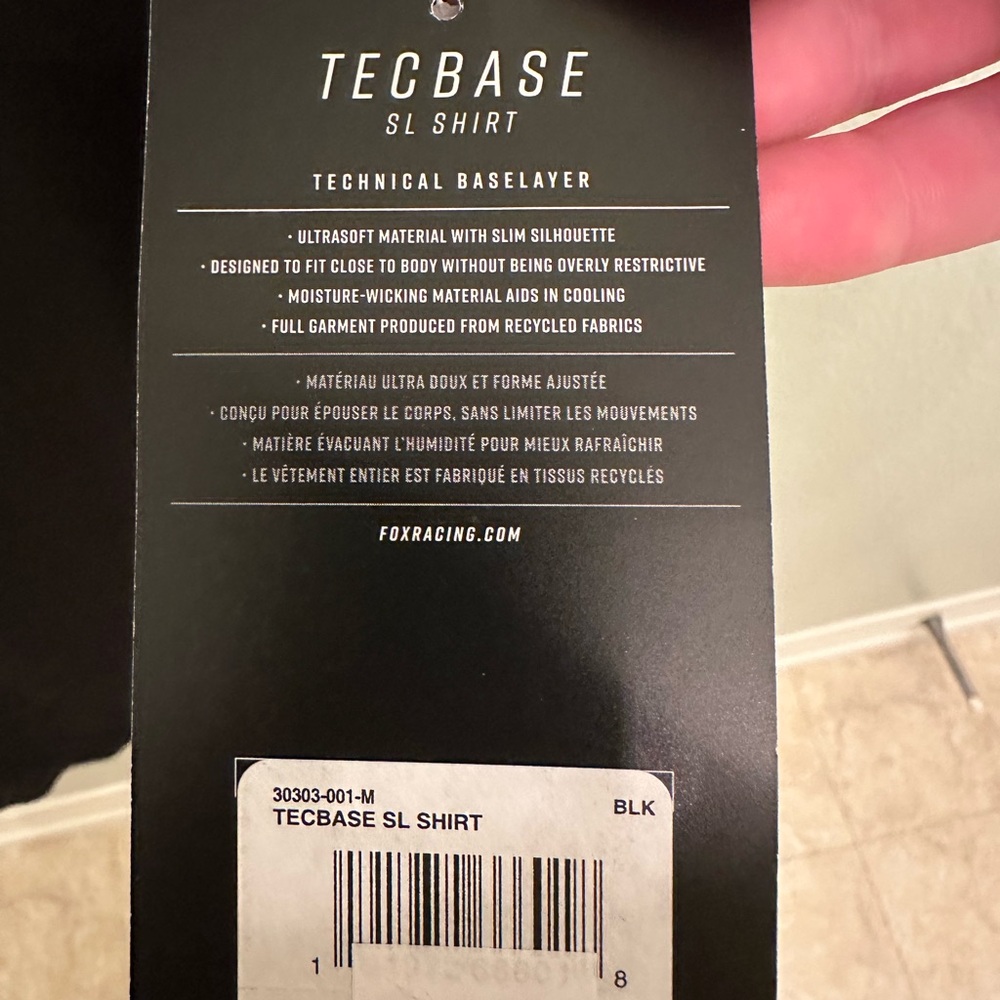 TECBASE
SL SHIRT
TECHNICAL BASELAYER
· ULTRASOFT MATERIAL WITH SLIM SILHOUETTE
· DESIGNED TO FIT CLOSE TO BODY WITHOUT BEING OVERLY RESTRICTIVE
· MOISTURE-WICKING MATERIAL AIDS IN COOLING
· FULL GARMENT PRODUCED FROM RECYCLED FABRICS
· MATÉRIAU ULTRA DOUX ET FORME AJUSTÉE
· CONÇU POUR ÉPOUSER LE CORPS, SANS LIMITER LES MOUVEMENTS
· MATIÈRE ÉVACUANT L'HUMIDITÉ POUR MIEUX RAFRAÎCHIR
· LE VÊTEMENT ENTIER EST FABRIQUÉ EN TISSUS RECYCLÉS
FOXRACING.COM
30303-001-M BLK
TECBASE SL SHIRT
1 8